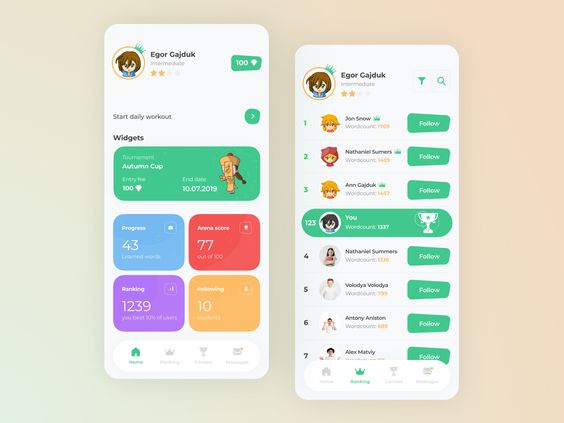 Egor Gajduk
Intermediate
100
Start daily workout
Widgets
Tournament
Autumn Cup
Entry fee
End date
100
10.07.2019
Progress
43
Learned words
Arena score
77
out of 100
Ranking
1239
you beat 10% of users
Following
10
students
Home
Ranking
Contest
Messages
Egor Gajduk
Intermediate
1
Jon Snow
Wordcount: 1769
Follow
2
Nathaniel Sumers
Wordcount: 1469
Follow
3
Ann Gajduk
Wordcount: 1457
Follow
123
You
Wordcount: 1337
4
Nathaniel Summers
Wordcount: 1336
Follow
5
Volodya Volodya
Wordcount: 799
Follow
6
Antony Aniston
Wordcount: 689
Follow
7
Alex Matviy
Follow
Home
Ranking
Contest
Messages